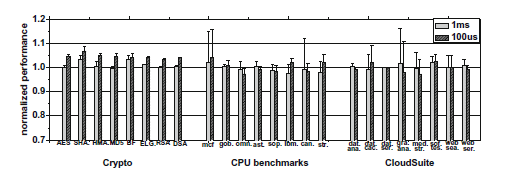 normalized performance
1.2
1.1
1
0.9
0.8
0.7
1ms
100us
AES SHA. HMA. MD5 BF ELG. RSA DSA
mcf gob. omn. ast. sop. lbm. can. str.
dat. dat. dat. gra. med. sof. web web
ana. cac. ser. ana. str. tes. sea. ser.
Crypto
CPU benchmarks
CloudSuite